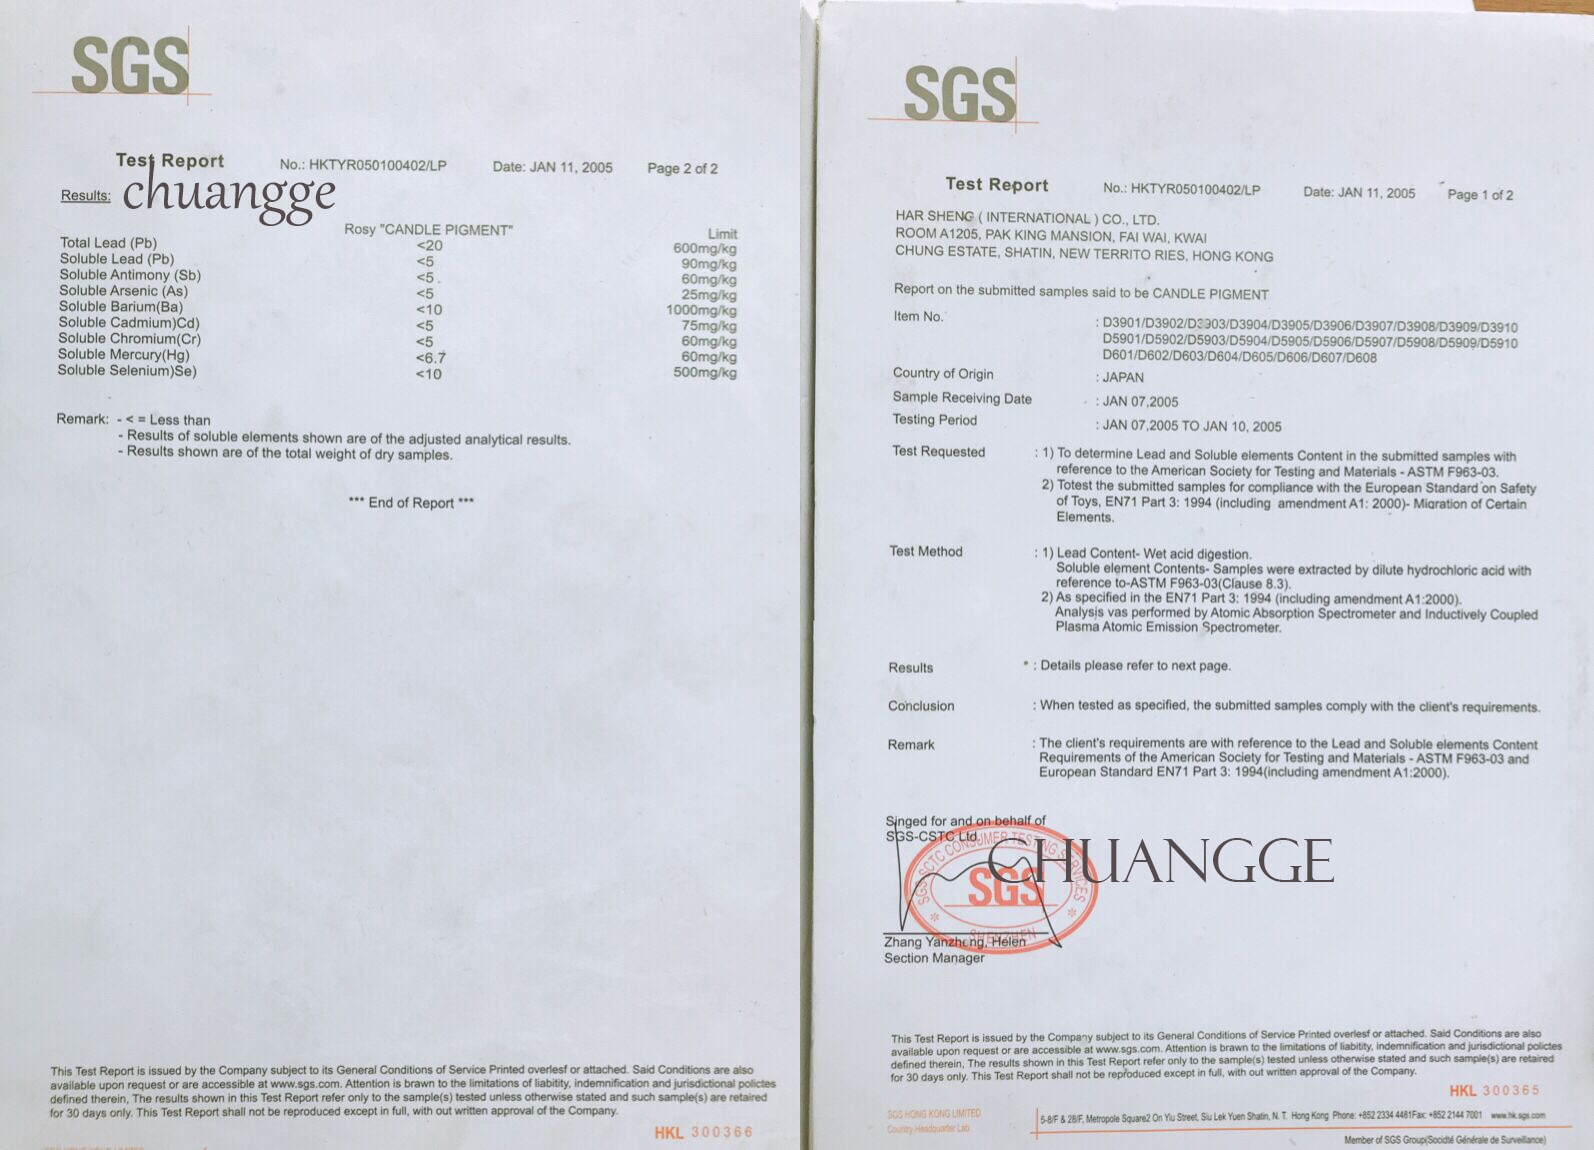 SGS
Test Report No.: HKTYR050100402/LP Date: JAN 11, 2005 Page 2 of 2
Results: chuangge
Rosy "CANDLE PIGMENT" Limit
Total Lead (Pb) <20 600mg/kg
Soluble Lead (Pb) <5 90mg/kg
Soluble Antimony (Sb) <5 60mg/kg
Soluble Arsenic (As) <5 25mg/kg
Soluble Barium(Ba) <10 1000mg/kg
Soluble Cadmium)Cd) <5 75mg/kg
Soluble Chromium(Cr) <5 60mg/kg
Soluble Mercury(Hg) <6.7 60mg/kg
Soluble Selenium)Se) <10 500mg/kg
Remark: - < = Less than
- Results of soluble elements shown are of the adjusted analytical results.
- Results shown are of the total weight of dry samples.
*** End of Report ***
This Test Report is issued by the Company subject to its General Conditions of Service Printed overlesf or attached. Said Conditions are also
available upon request or are accessible at www.sgs.com. Attention is brawn to the limitations of liabitity, indemnification and jurisdictional polictes
defined therein, The results shown in this Test Report refer only to the sample(s) tested unless otherwise stated and such sample(s) are retaired
for 30 days only. This Test Report shall not be reproduced except in full, with out written approval of the Company.
HKL 300366
SGS
Test Report No.: HKTYR050100402/LP Date: JAN 11, 2005 Page 1 of 2
HAR SHENG ( INTERNATIONAL ) CO., LTD.
ROOM A1205, PAK KING MANSION, FAI WAI, KWAI
CHUNG ESTATE, SHATIN, NEW TERRITO RIES, HONG KONG
Report on the submitted samples said to be CANDLE PIGMENT
Item No. : D3901/D3902/D3903/D3904/D3905/D3906/D3907/D3908/D3909/D3910
D5901/D5902/D5903/D5904/D5905/D5906/D5907/D5908/D5909/D5910
D601/D602/D603/D604/D605/D606/D607/D608
Country of Origin : JAPAN
Sample Receiving Date : JAN 07,2005
Testing Period : JAN 07,2005 TO JAN 10, 2005
Test Requested : 1) To determine Lead and Soluble elements Content in the submitted samples with
reference to the American Society for Testing and Materials - ASTM F963-03.
2) Totest the submitted samples for compliance with the European Standard on Safety
of Toys, EN71 Part 3: 1994 (including amendment A1: 2000)- Migration of Certain
Elements.
Test Method : 1) Lead Content- Wet acid digestion.
Soluble element Contents- Samples were extracted by dilute hydrochloric acid with
reference to-ASTM F963-03(Clause 8.3).
2) As specified in the EN71 Part 3: 1994 (including amendment A1:2000).
Analysis vas performed by Atomic Absorption Spectrometer and Inductively Coupled
Plasma Atomic Emission Spectrometer.
Results * : Details please refer to next page.
Conclusion : When tested as specified, the submitted samples comply with the client's requirements.
Remark : The client's requirements are with reference to the Lead and Soluble elements Content
Requirements of the American Society for Testing and Materials - ASTM F963-03 and
European Standard EN71 Part 3: 1994(including amendment A1:2000).
Singed for and on behalf of
SGS-CSTC Ltd.
SGS-SCTC CONSUMER TESTING SERVICES
SGS
SHENZHEN
CHUANGGE
Zhang Yanzheng, Helen
Section Manager
This Test Report is issued by the Company subject to its General Conditions of Service Printed overlesf or attached. Said Conditions are also
available upon request or are accessible at www.sgs.com. Attention is brawn to the limitations of liabitity, indemnification and jurisdictional polictes
defined therein, The results shown in this Test Report refer only to the sample(s) tested unless otherwise stated and such sample(s) are retaired
for 30 days only. This Test Report shall not be reproduced except in full, with out written approval of the Company.
HKL 300365
SGS HONG KONG LIMITED
Country Headquarter Lab
5-8/F & 28/F, Metropole Square2 On Yiu Street, Siu Lek Yuen Shatin, N. T. Hong Kong Phone: +852 2334 4481Fax: +852 2144 7001 www.hk.sgs.com
Member of SGS Group(Socidté Générale de Surveillance)